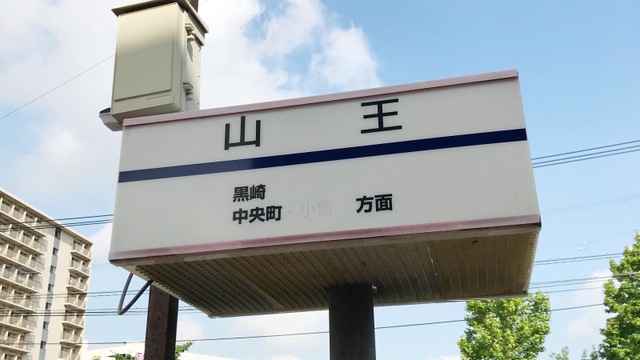 山王
黒崎
中央町 小倉 方面